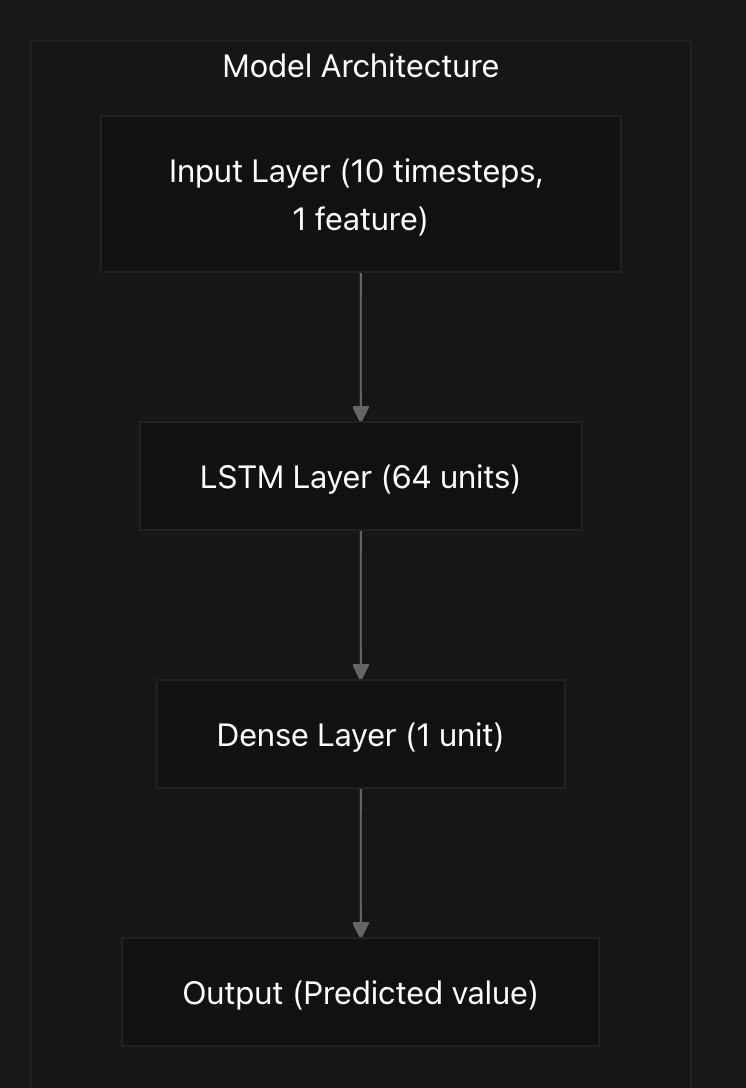 Model Architecture
Input Layer (10 timesteps,
1 feature)
LSTM Layer (64 units)
Dense Layer (1 unit)
Output (Predicted value)